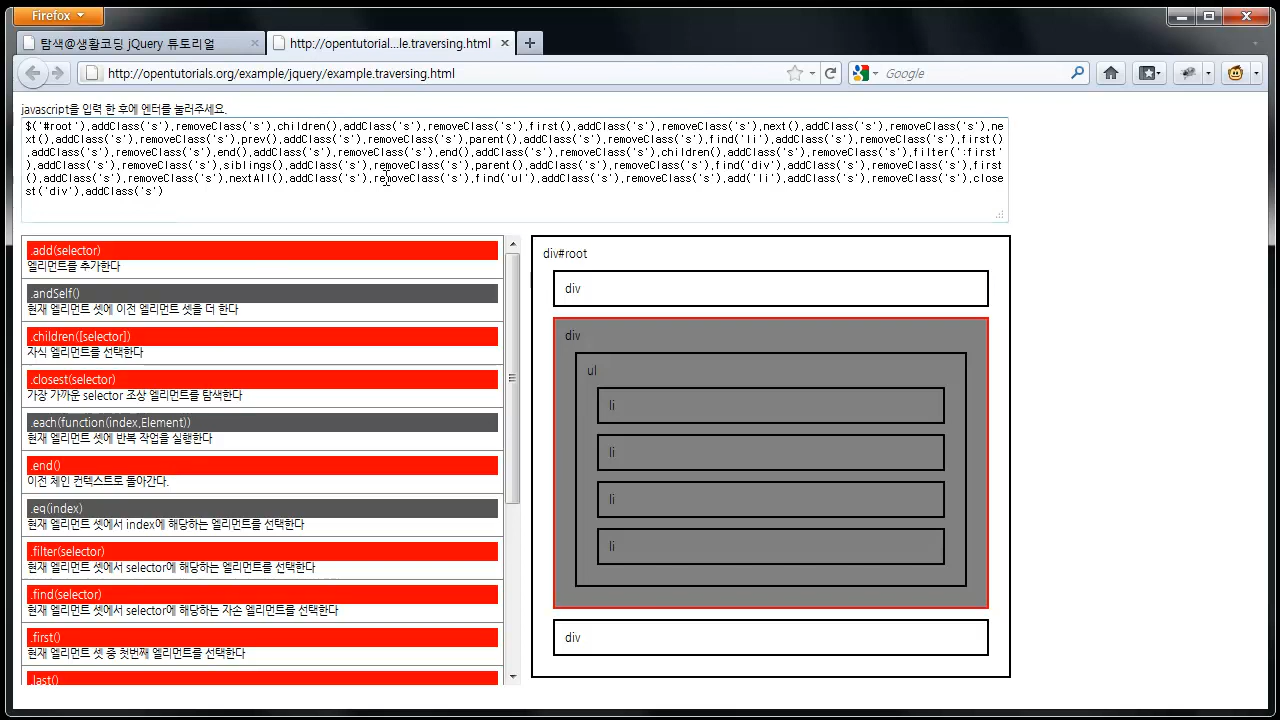 Firefox
탐색@생활코딩 jQuery 튜토리얼
http://opentutorial...le.traversing.html
http://opentutorials.org/example/jquery/example.traversing.html
Google
javascript을 입력 한 후에 엔터를 눌러주세요.
$('#root'),addClass('s'),removeClass('s'),children(),addClass('s'),removeClass('s'),first(),addClass('s'),removeClass('s'),next(),addClass('s'),removeClass('s'),ne
xt(),addClass('s'),removeClass('s'),prev(),addClass('s'),removeClass('s'),parent(),addClass('s'),removeClass('s'),find('li'),addClass('s'),removeClass('s'),first()
,addClass('s'),removeClass('s'),end(),addClass('s'),removeClass('s'),end(),addClass('s'),removeClass('s'),children(),addClass('s'),removeClass('s'),filter(':first'
),addClass('s'),removeClass('s'),siblings(),addClass('s'),removeClass('s'),parent(),addClass('s'),removeClass('s'),find('div'),addClass('s'),removeClass('s'),first
(),addClass('s'),removeClass('s'),nextAll(),addClass('s'),removeClass('s'),find('ul'),addClass('s'),removeClass('s'),add('li'),addClass('s'),removeClass('s'),close
st('div'),addClass('s')
.add(selector)
엘리먼트를 추가한다
.andSelf()
현재 엘리먼트 셋에 이전 엘리먼트 셋을 더 한다
.children([selector])
자식 엘리먼트를 선택한다
.closest(selector)
가장 가까운 selector 조상 엘리먼트를 탐색한다
.each(function(index,Element))
현재 엘리먼트 셋에 반복 작업을 실행한다
.end()
이전 체인 컨텍스트로 돌아간다.
.eq(index)
현재 엘리먼트 셋에서 index에 해당하는 엘리먼트를 선택한다
.filter(selector)
현재 엘리먼트 셋에서 selector에 해당하는 엘리먼트를 선택한다
.find(selector)
현재 엘리먼트 셋에서 selector에 해당하는 자손 엘리먼트를 선택한다
.first()
현재 엘리먼트 셋 중 첫번째 엘리먼트를 선택한다
.last()
div#root
div
div
ul
li
li
li
li
div